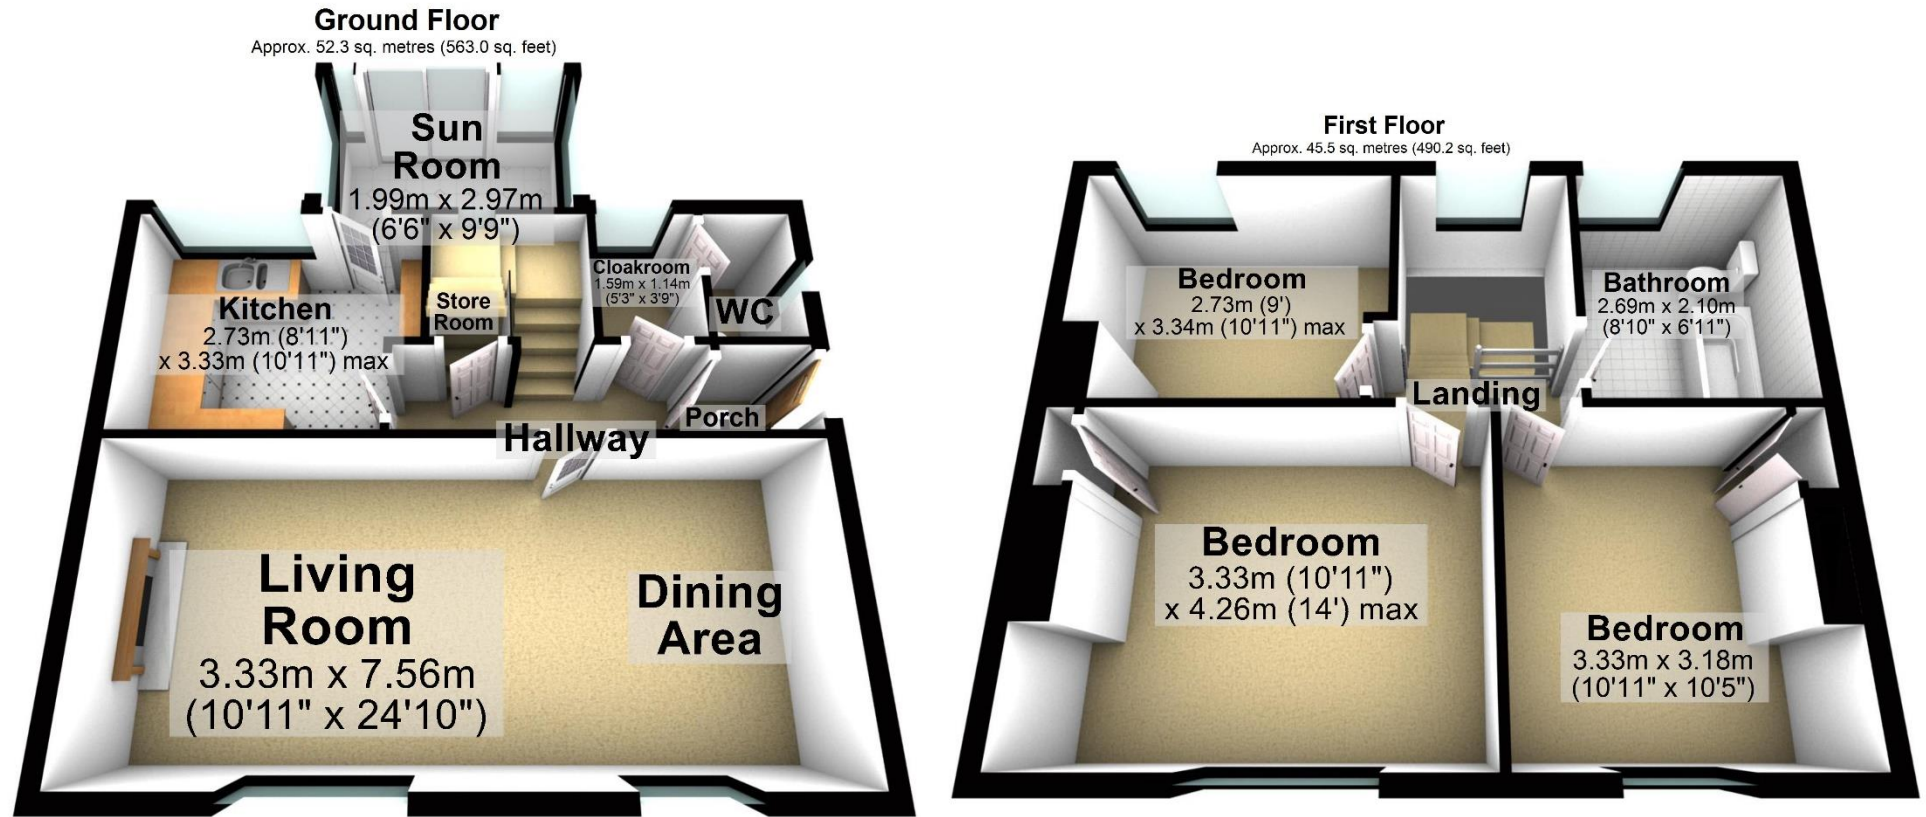 Ground Floor
Approx. 52.3 sq. metres (563.0 sq. feet)
Sun
Room
1.99m x 2.97m
(6'6" x 9'9")
Kitchen
2.73m (8'11")
x 3.33m (10'11") max
Store
Room
Cloakroom
1.59m x 1.14m
(5'3" x 3'9")
WC
Porch
Hallway
Living
Room
3.33m x 7.56m
(10'11" x 24'10")
Dining
Area
First Floor
Approx. 45.5 sq. metres (490.2 sq. feet)
Bedroom
2.73m (9')
x 3.34m (10'11") max
Bathroom
2.69m x 2.10m
(8'10" x 6'11")
Landing
Bedroom
3.33m (10'11")
x 4.26m (14') max
Bedroom
3.33m x 3.18m
(10'11" x 10'5")